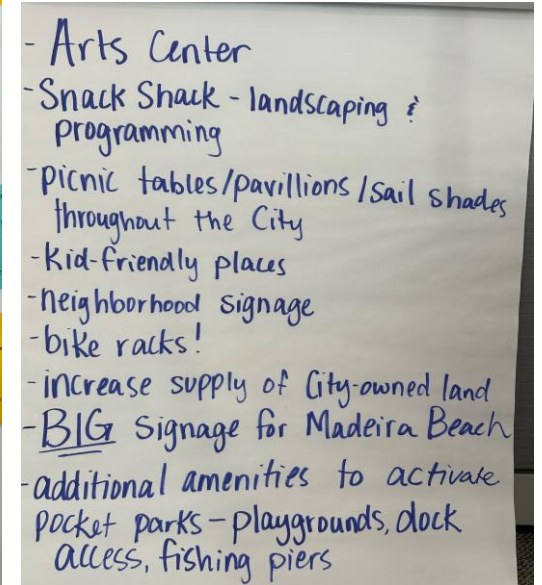 - Arts Center
- Snack Shack - landscaping &
programming
- picnic tables/pavillions/sail shades
throughout the City
- kid-friendly places
- neighborhood signage
- bike racks!
- increase supply of City-owned land
- BIG signage for Madeira Beach
- additional amenities to activate
pocket parks - playgrounds, dock
access, fishing piers